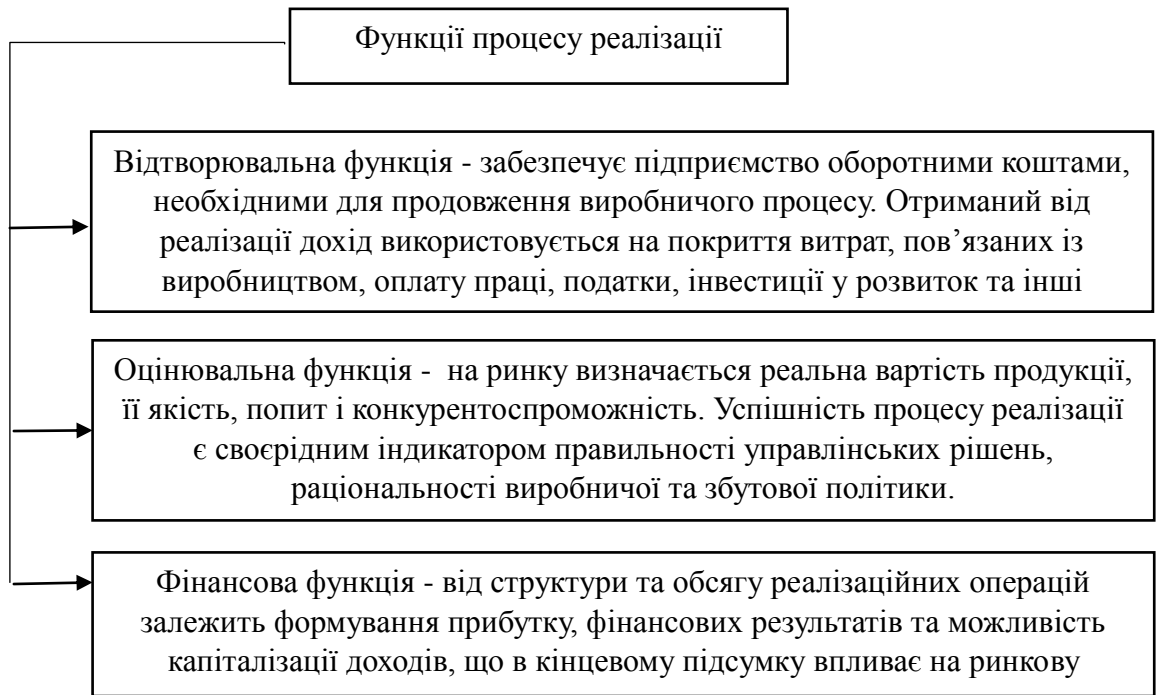 Функції процесу реалізації
Відтворювальна функція - забезпечує підприємство оборотними коштами,
необхідними для продовження виробничого процесу. Отриманий від
реалізації дохід використовується на покриття витрат, пов’язаних із
виробництвом, оплату праці, податки, інвестиції у розвиток та інші
Оцінювальна функція - на ринку визначається реальна вартість продукції,
її якість, попит і конкурентоспроможність. Успішність процесу реалізації
є своєрідним індикатором правильності управлінських рішень,
раціональності виробничої та збутової політики.
Фінансова функція - від структури та обсягу реалізаційних операцій
залежить формування прибутку, фінансових результатів та можливість
капіталізації доходів, що в кінцевому підсумку впливає на ринкову